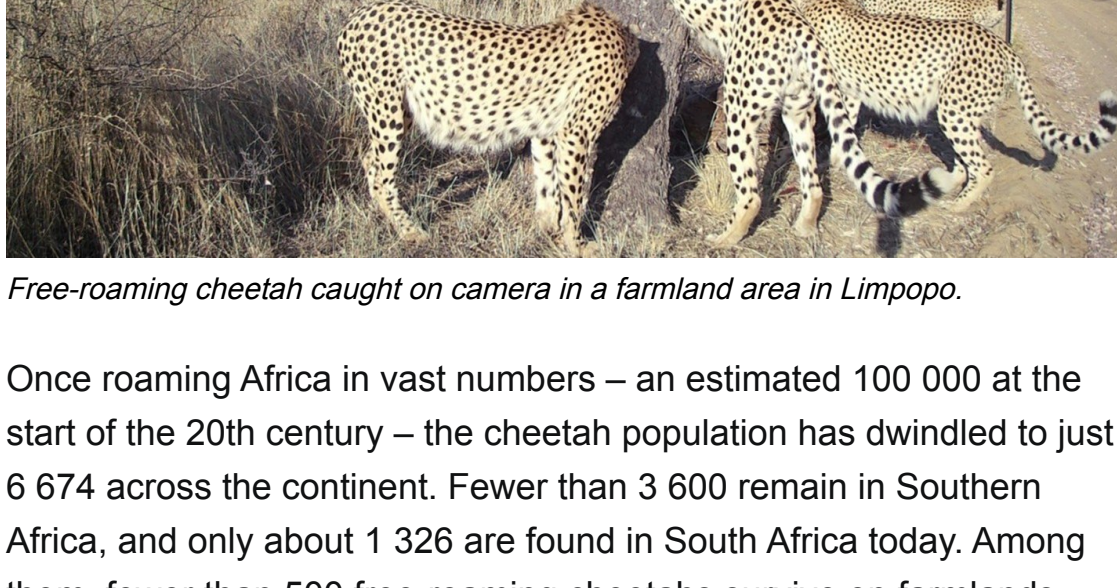 Free-roaming cheetah caught on camera in a farmland area in Limpopo.
Once roaming Africa in vast numbers – an estimated 100 000 at the
start of the 20th century – the cheetah population has dwindled to just
6 674 across the continent. Fewer than 3 600 remain in Southern
Africa, and only about 1 326 are found in South Africa today. Among
them, fewer than 500 free-roaming cheetahs survive on farmlands